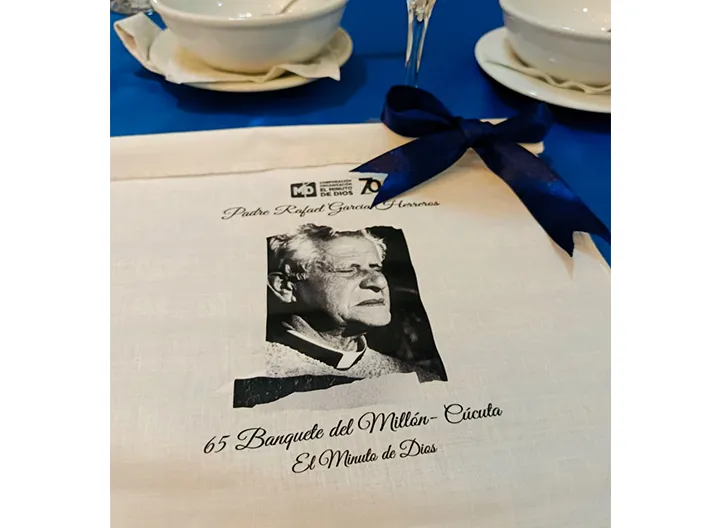 MD CORPORACIÓN ORGANIZACIÓN EL MINUTO DE DIOS 70
Padre Rafael García Herreros
65 Banquete del Millón- Cúcuta
El Minuto de Dios